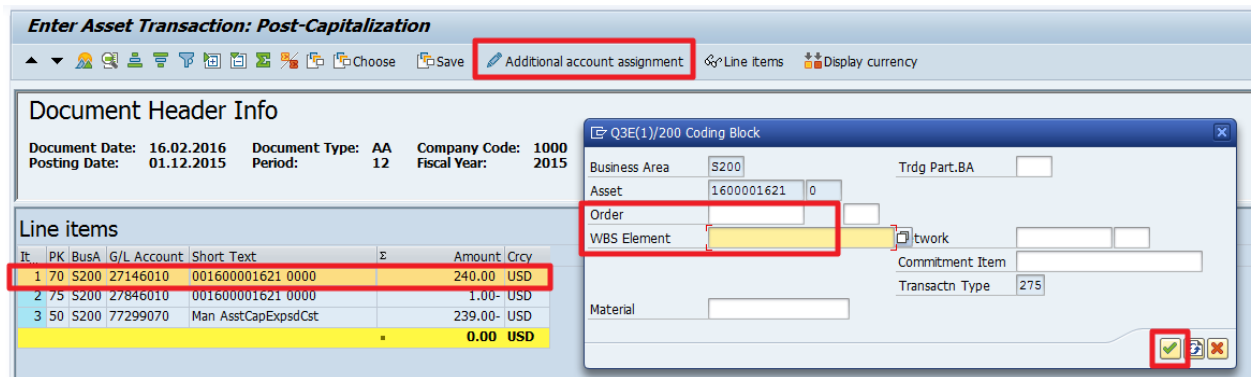 Enter Asset Transaction: Post-Capitalization
Choose Save Additional account assignment Line items Display currency
Document Header Info
Document Date: 16.02.2016 Document Type: AA Company Code: 1000
Posting Date: 01.12.2015 Period: 12 Fiscal Year: 2015
Line items
It... PK BusA G/L Account Short Text Σ Amount Crcy
1 70 S200 27146010 001600001621 0000 240.00 USD
2 75 S200 27846010 001600001621 0000 1.00- USD
3 50 S200 77299070 Man AsstCapExpsdCst 239.00- USD
0.00 USD
Q3E(1)/200 Coding Block
Business Area S200 Trdg Part.BA
Asset 1600001621 0
Order
WBS Element twork
Commitment Item
Transactn Type 275
Material